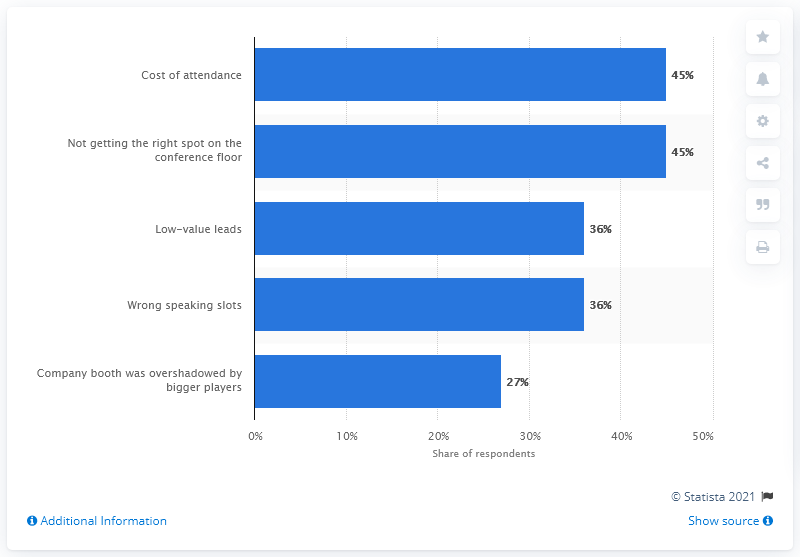 Cost of attendance
45%
Not getting the right spot on the
conference floor
45%
Low-value leads
36%
Wrong speaking slots
36%
Company booth was overshadowed by
bigger players
27%
0% 10% 20% 30% 40% 50%
Share of respondents
© Statista 2021
Additional Information
Show source